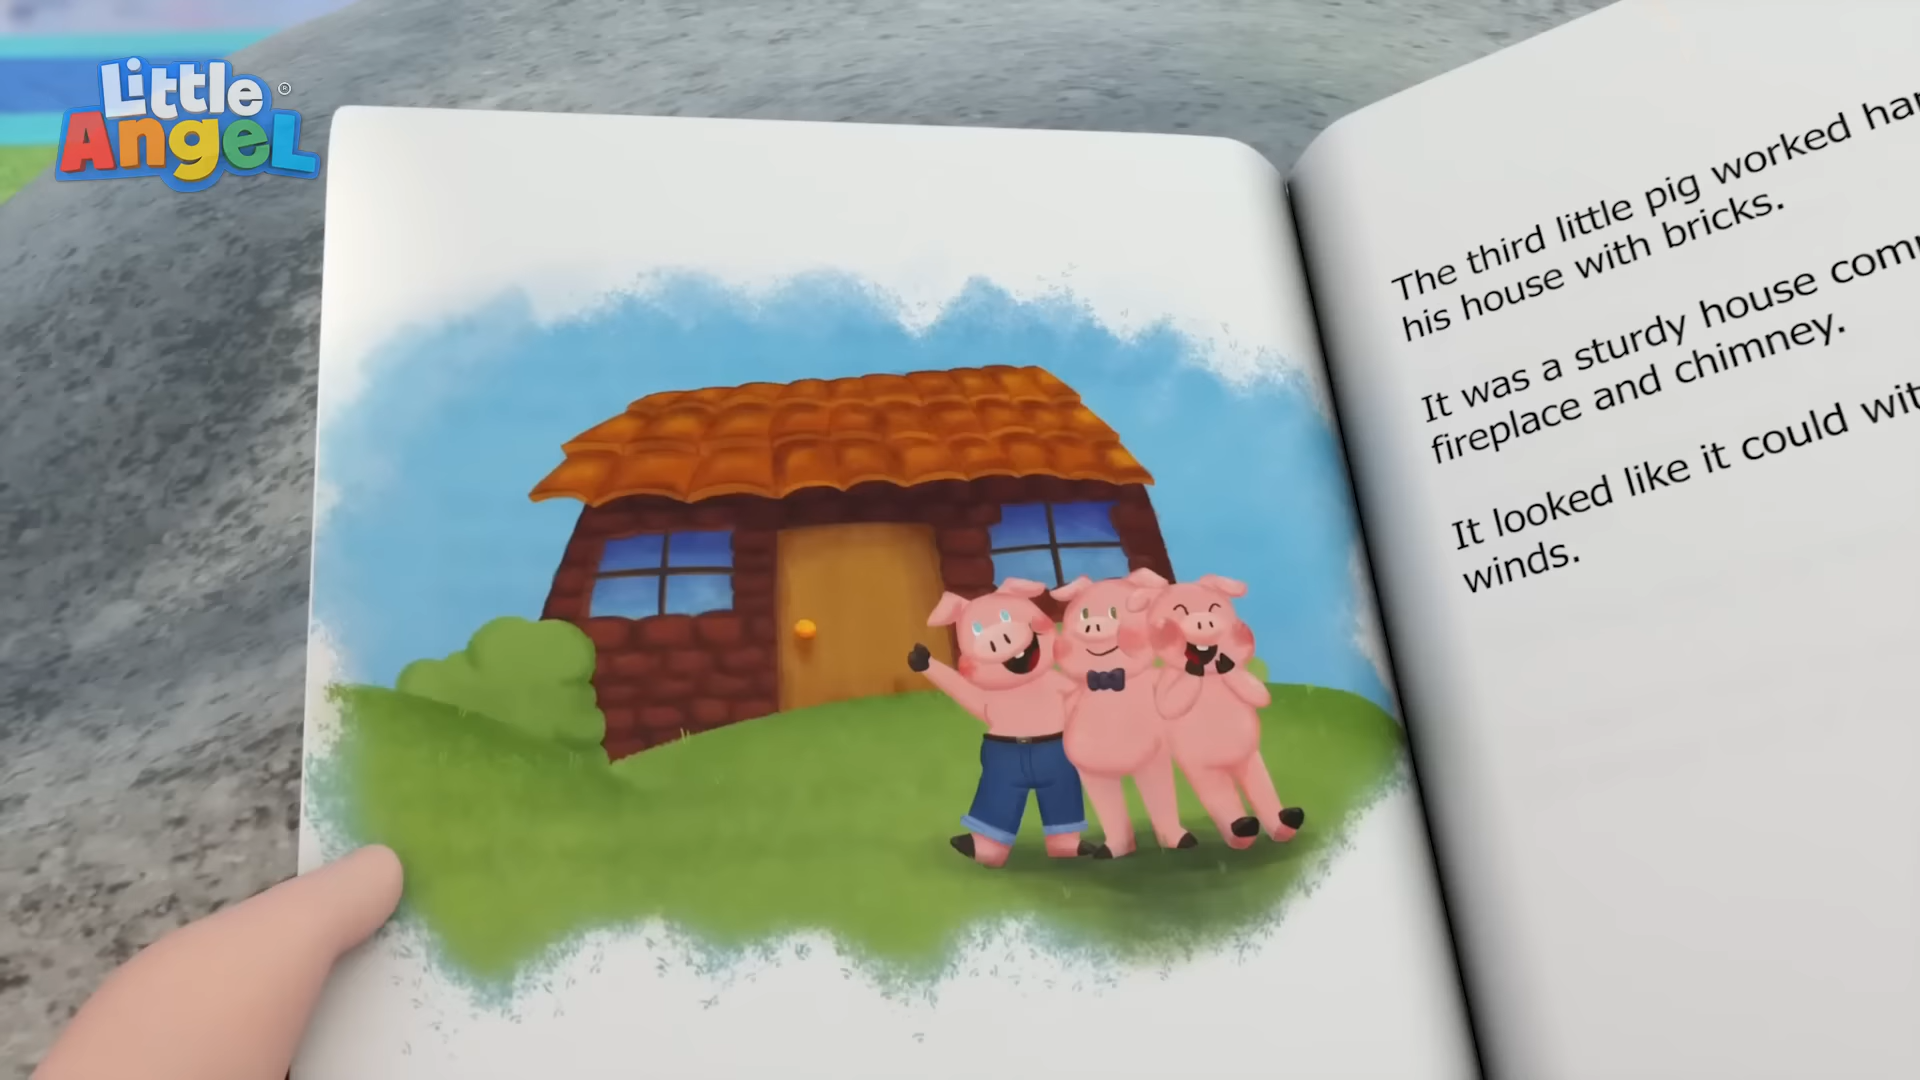 Little
Angel
®
The third little pig worked
his house with bricks.
It was a sturdy house
fireplace and chimney.
It looked like it could
winds.